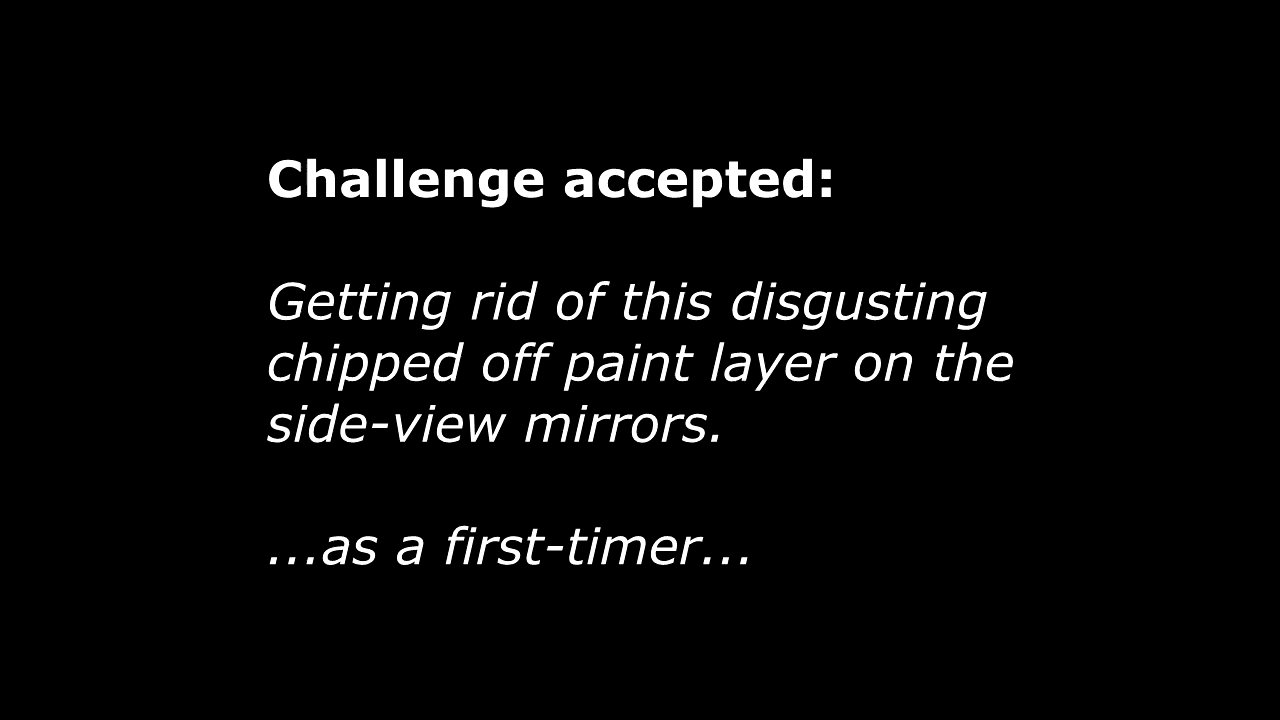 Challenge accepted:
Getting rid of this disgusting
chipped off paint layer on the
side-view mirrors.
...as a first-timer...